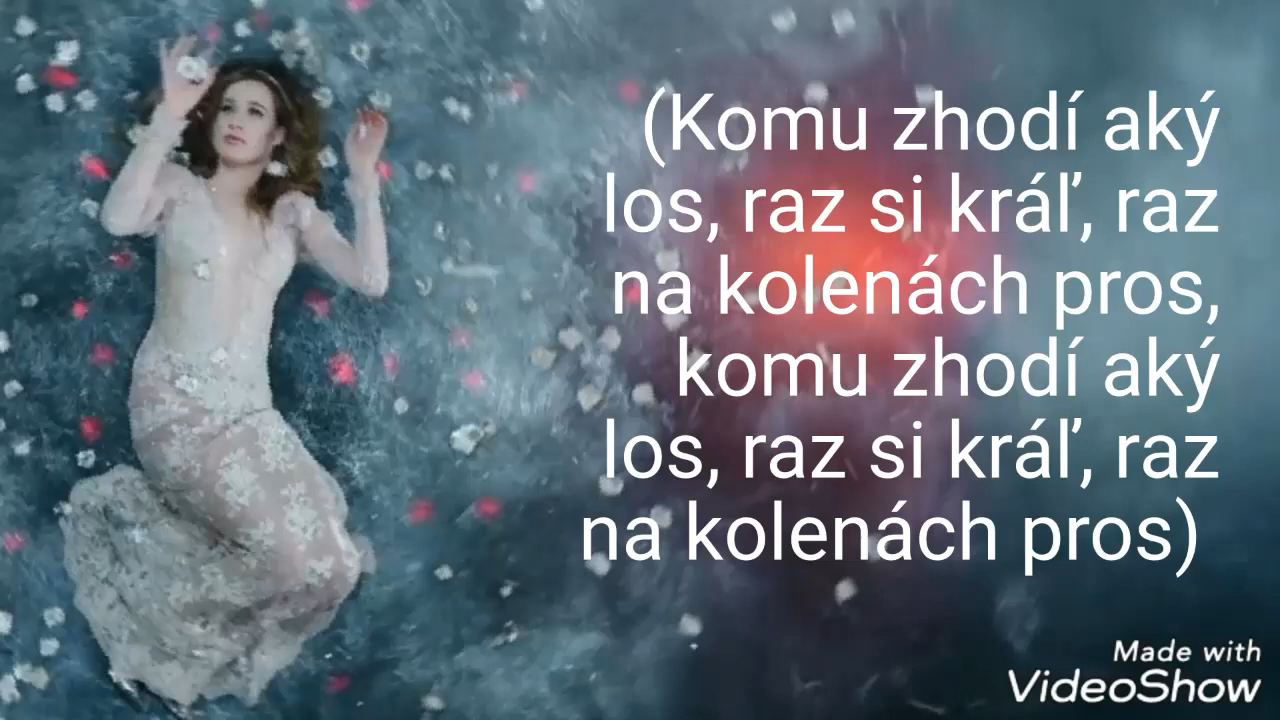 (Komu zhodí aký
los, raz si kráľ, raz
na kolenách pros,
komu zhodí aký
los, raz si kráľ, raz
na kolenách pros)
Made with
VideoShow